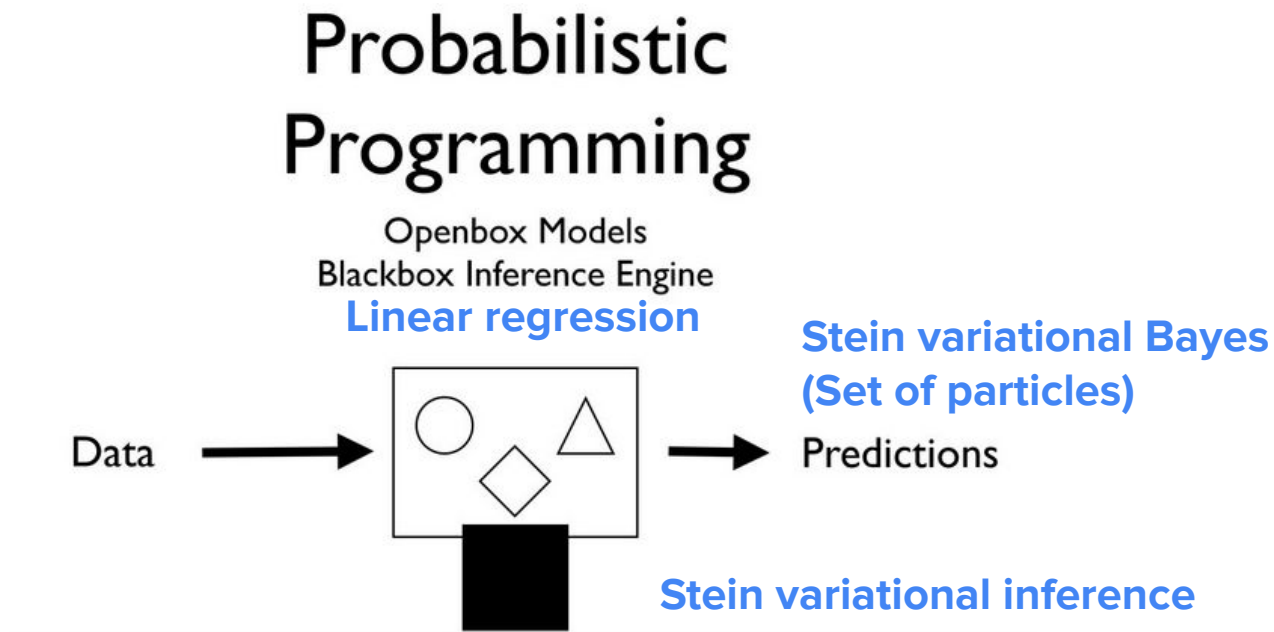 Probabilistic
Programming
Openbox Models
Blackbox Inference Engine
Linear regression
Stein variational Bayes
(Set of particles)
Data
Predictions
Stein variational inference